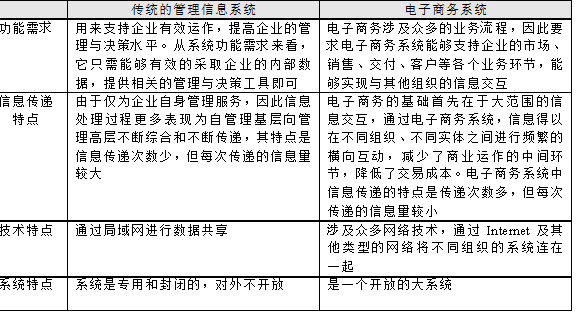 传统的管理信息系统
电子商务系统
功能需求
用来支持企业有效运作，提高企业的管
理与决策水平。从系统功能需求来看，
它只需能够有效的采取企业的内部数
据，提供相关的管理与决策工具即可
电子商务涉及众多的业务流程，因此要
求电子商务系统能够支持企业的市场、
销售、交付、客户等各个业务环节，能
够实现与其他组织的信息交互
信息传递
特点
由于仅为企业自身管理服务，因此信息
处理过程更多表现为自管理基层向管
理高层不断综合和不断传递，其特点是
信息传递次数少，但每次传递的信息量
较大
电子商务的基础首先在于大范围的信
息交互，通过电子商务系统，信息得以
在不同组织、不同实体之间进行频繁的
横向互动，减少了商业运作的中间环
节，降低了交易成本。电子商务系统中
信息传递的特点是传递次数多，但每次
传递的信息量较小
技术特点
通过局域网进行数据共享
涉及众多网络技术，通过 Internet 及其
他类型的网络将不同组织的系统连在
一起
系统特点
系统是专用和封闭的，对外不开放
是一个开放的大系统